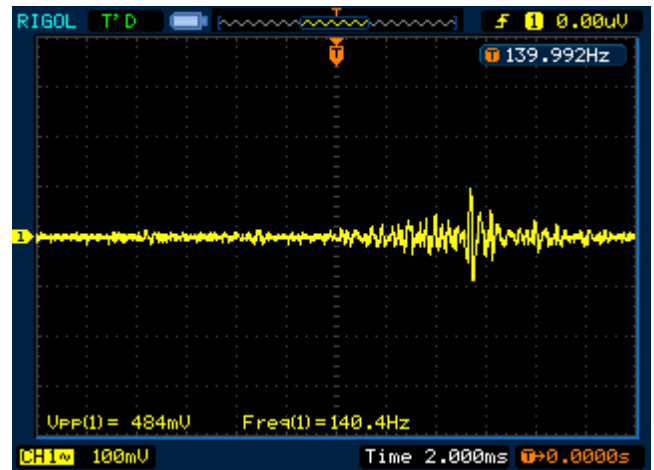 RIGOL T'D T ƒ 1 0.00uV
T
T 139.992Hz
1
Vpp(1)= 484mV Freq(1)=140.4Hz
CH1~ 100mV Time 2.000ms T→0.0000s